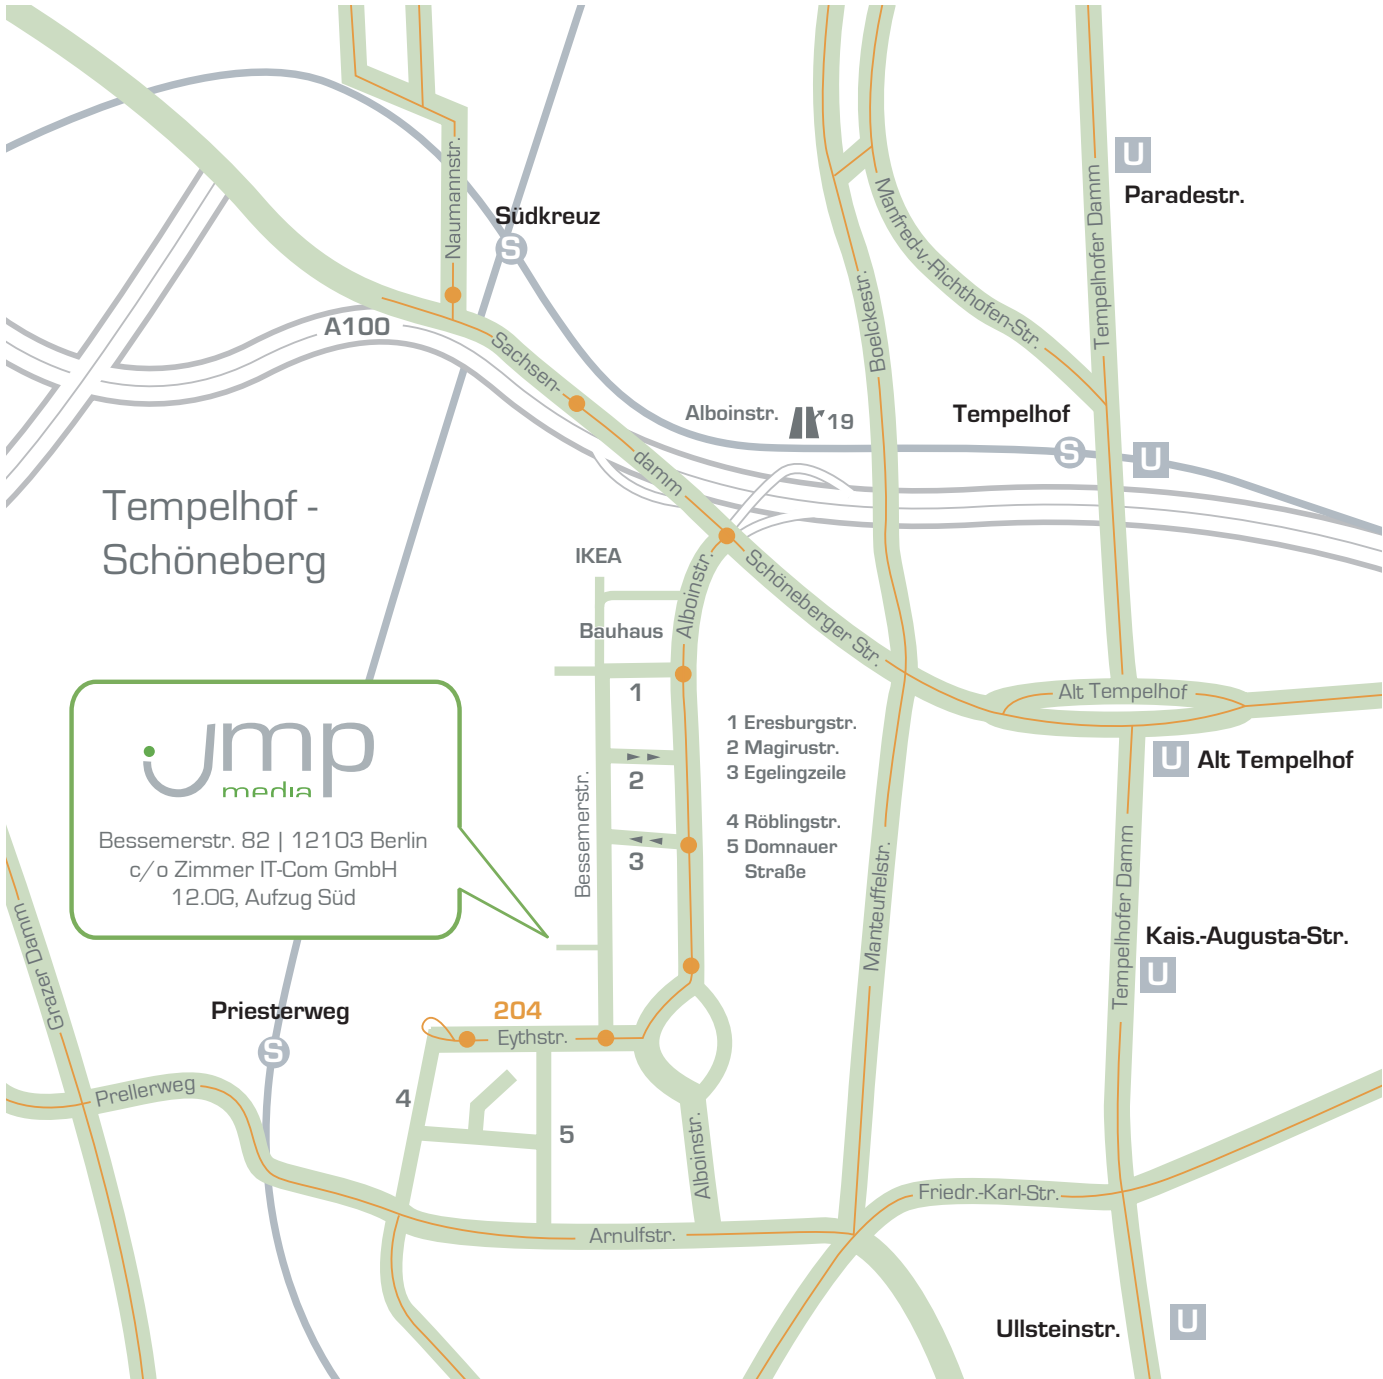 Naumannstr.
Südkreuz
S
Manfred-v.-Richthofen-Str.
Tempelhofer Damm
U
Paradestr.
A100
Sachsen-
damm
Boelckestr.
Alboinstr.
19
Tempelhof
S
U
Tempelhof -
Schöneberg
IKEA
Bauhaus
Alboinstr.
Schöneberger Str.
Alt Tempelhof
U
Alt Tempelhof
1
2
3
Bessemerstr.
1 Eresburgstr.
2 Magirustr.
3 Egelingzeile
4 Röblingstr.
5 Domnauer
Straße
jmp
media
Bessemerstr. 82 | 12103 Berlin
c/o Zimmer IT-Com GmbH
12.OG, Aufzug Süd
Manteuffelstr.
Tempelhofer Damm
Kais.-Augusta-Str.
U
Grazer Damm
Priesterweg
S
204
Eythstr.
Prellerweg
4
5
Alboinstr.
Arnulfstr.
Friedr.-Karl-Str.
Ullsteinstr.
U